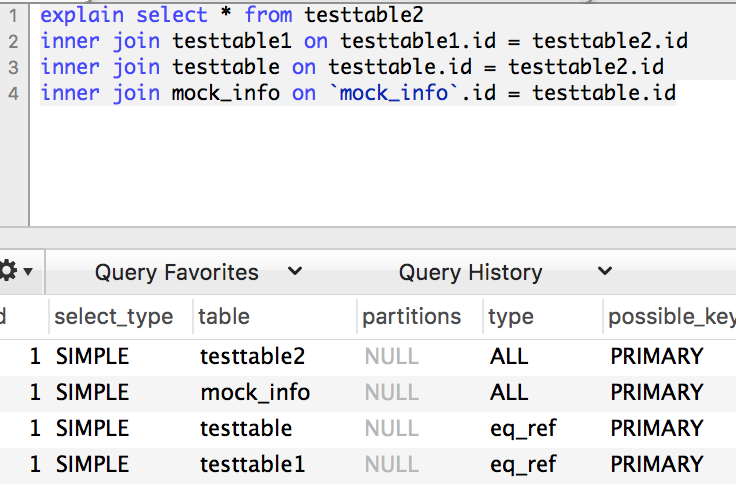 1 explain select * from testtable2
2 inner join testtable1 on testtable1.id = testtable2.id
3 inner join testtable on testtable.id = testtable2.id
4 inner join mock_info on `mock_info`.id = testtable.id
Query Favorites Query History
d select_type table partitions type possible_key
1 SIMPLE testtable2 NULL ALL PRIMARY
1 SIMPLE mock_info NULL ALL PRIMARY
1 SIMPLE testtable NULL eq_ref PRIMARY
1 SIMPLE testtable1 NULL eq_ref PRIMARY